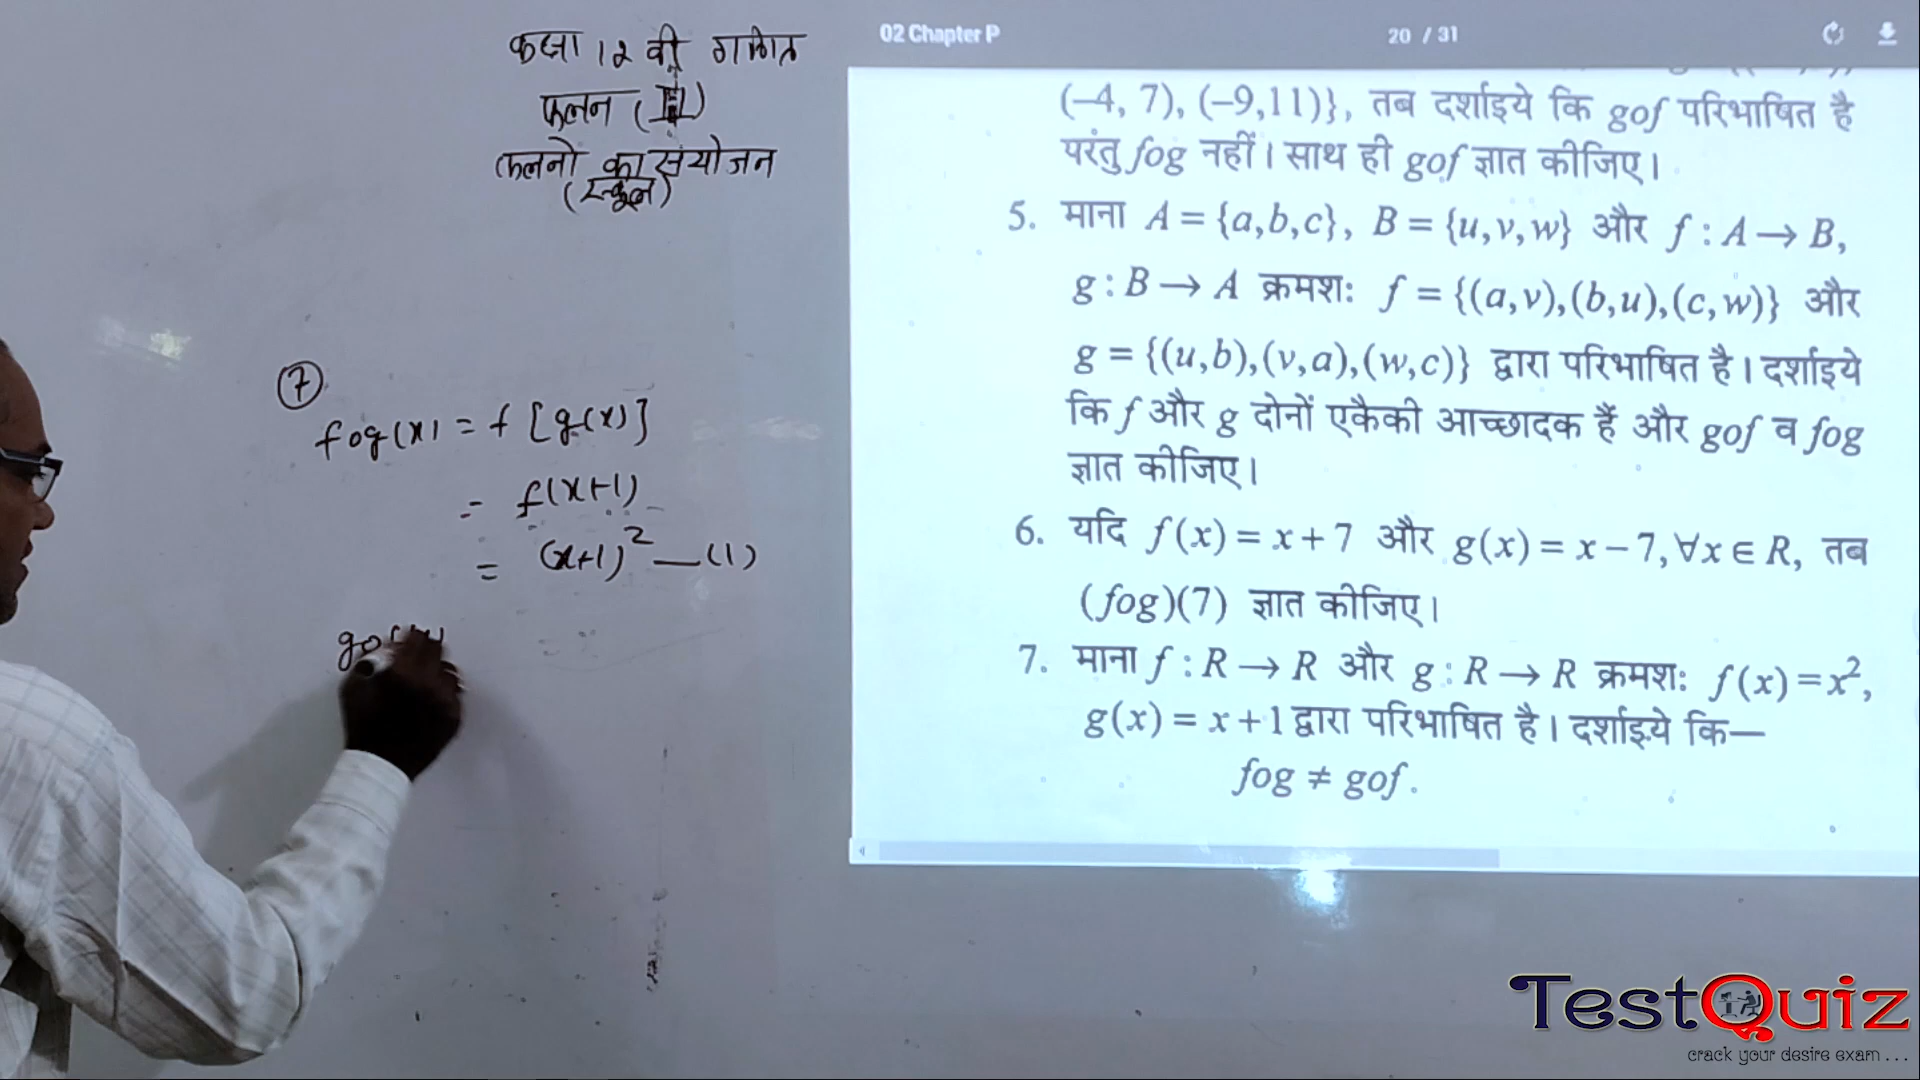 कक्षा 12 वी गणित
फलन (II)
फलनो का संयोजन
(स्कूल)
7
fog(x) = f [g(x)]
= f(x+1)
= (x+1)² — (1)
gof(x)
02 Chapter P 20 / 31
(–4, 7), (–9,11)}, तब दर्शाइये कि gof परिभाषित है
परंतु fog नहीं। साथ ही gof ज्ञात कीजिए।
5. माना A = {a,b,c}, B = {u,v,w} और f : A → B,
g : B → A क्रमशः f = {(a,v),(b,u),(c,w)} और
g = {(u,b),(v,a),(w,c)} द्वारा परिभाषित है। दर्शाइये
कि f और g दोनों एकैकी आच्छादक हैं और gof व fog
ज्ञात कीजिए।
6. यदि f(x) = x + 7 और g(x) = x – 7, ∀x ∈ R, तब
(fog)(7) ज्ञात कीजिए।
7. माना f : R → R और g : R → R क्रमशः f(x) = x²,
g(x) = x + 1 द्वारा परिभाषित है। दर्शाइये कि—
fog ≠ gof.
TestQuiz
crack your desire exam . . .